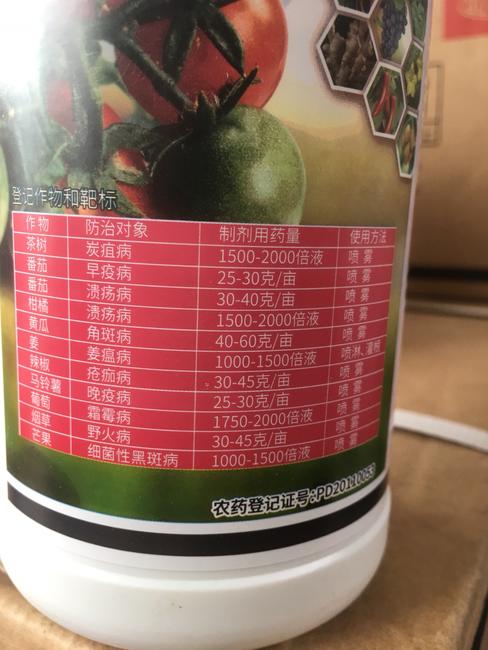 登记作物和靶标
作物 防治对象 制剂用药量 使用方法
茶树 炭疽病 1500-2000倍液 喷雾
番茄 早疫病 25-30克/亩 喷雾
番茄 溃疡病 30-40克/亩 喷雾
柑橘 溃疡病 1500-2000倍液 喷雾
黄瓜 角斑病 40-60克/亩 喷雾
姜 姜瘟病 1000-1500倍液 喷淋、灌根
辣椒 疮痂病 30-45克/亩 喷雾
马铃薯 晚疫病 25-30克/亩 喷雾
葡萄 霜霉病 1750-2000倍液 喷雾
烟草 野火病 30-45克/亩 喷雾
芒果 细菌性黑斑病 1000-1500倍液 喷雾
农药登记证号:PD20110053